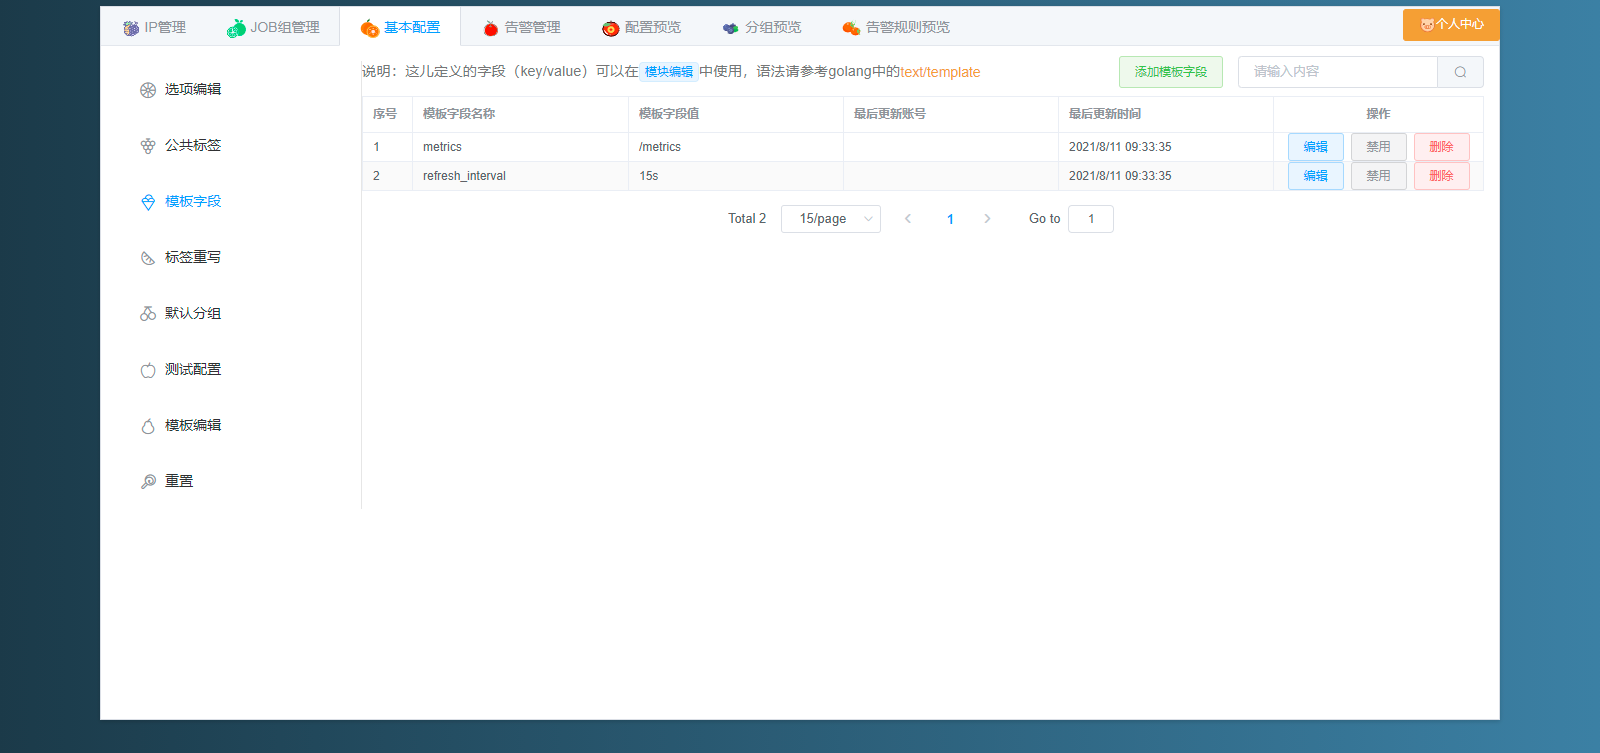 IP管理 JOB组管理 基本配置 告警管理 配置预览 分组预览 告警规则预览 个人中心
选项编辑
公共标签
模板字段
标签重写
默认分组
测试配置
模板编辑
重置
说明：这儿定义的字段（key/value）可以在 模块编辑 中使用，语法请参考golang中的text/template 添加模板字段 请输入内容
序号 模板字段名称 模板字段值 最后更新账号 最后更新时间 操作
1 metrics /metrics 2021/8/11 09:33:35 编辑 禁用 删除
2 refresh_interval 15s 2021/8/11 09:33:35 编辑 禁用 删除
Total 2 15/page 1 Go to 1